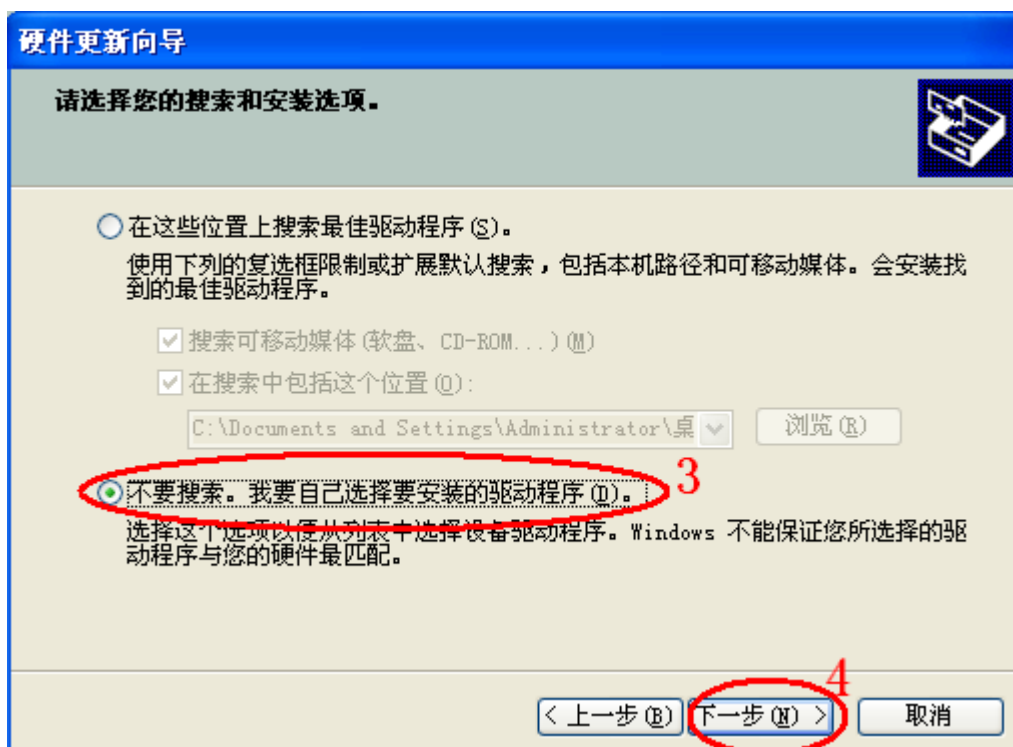 硬件更新向导
请选择您的搜索和安装选项。
在这些位置上搜索最佳驱动程序(S)。
使用下列的复选框限制或扩展默认搜索，包括本机路径和可移动媒体。会安装找
到的最佳驱动程序。
搜索可移动媒体(软盘、CD-ROM...)(M)
在搜索中包括这个位置(O):
C:\Documents and Settings\Administrator\桌
浏览(R)
不要搜索。我要自己选择要安装的驱动程序(D)。
3
选择这个选项以便从列表中选择设备驱动程序。Windows 不能保证您所选择的驱
动程序与您的硬件最匹配。
4
< 上一步(B)
下一步(N) >
取消